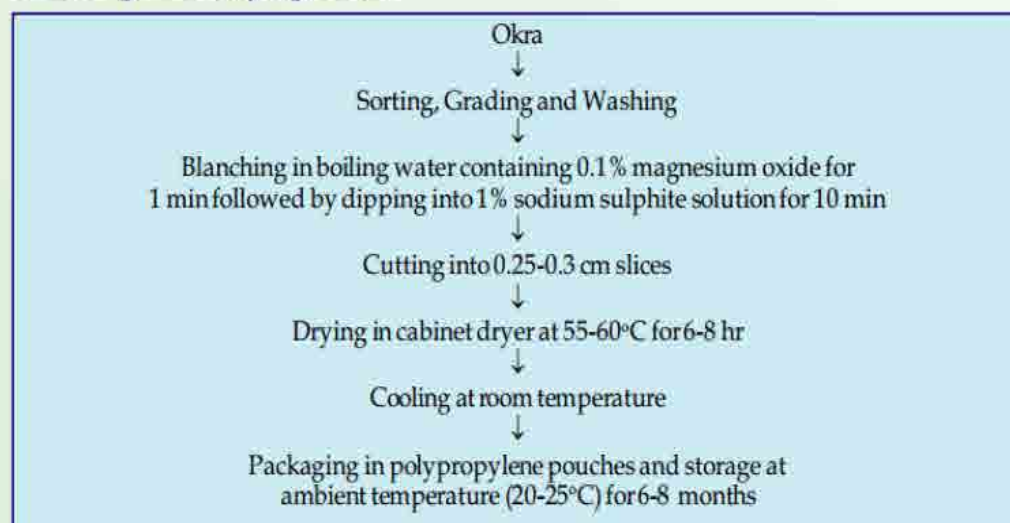 Okra
↓
Sorting, Grading and Washing
↓
Blanching in boiling water containing 0.1% magnesium oxide for
1 min followed by dipping into 1% sodium sulphite solution for 10 min
↓
Cutting into 0.25-0.3 cm slices
↓
Drying in cabinet dryer at 55-60°C for 6-8 hr
↓
Cooling at room temperature
↓
Packaging in polypropylene pouches and storage at
ambient temperature (20-25°C) for 6-8 months